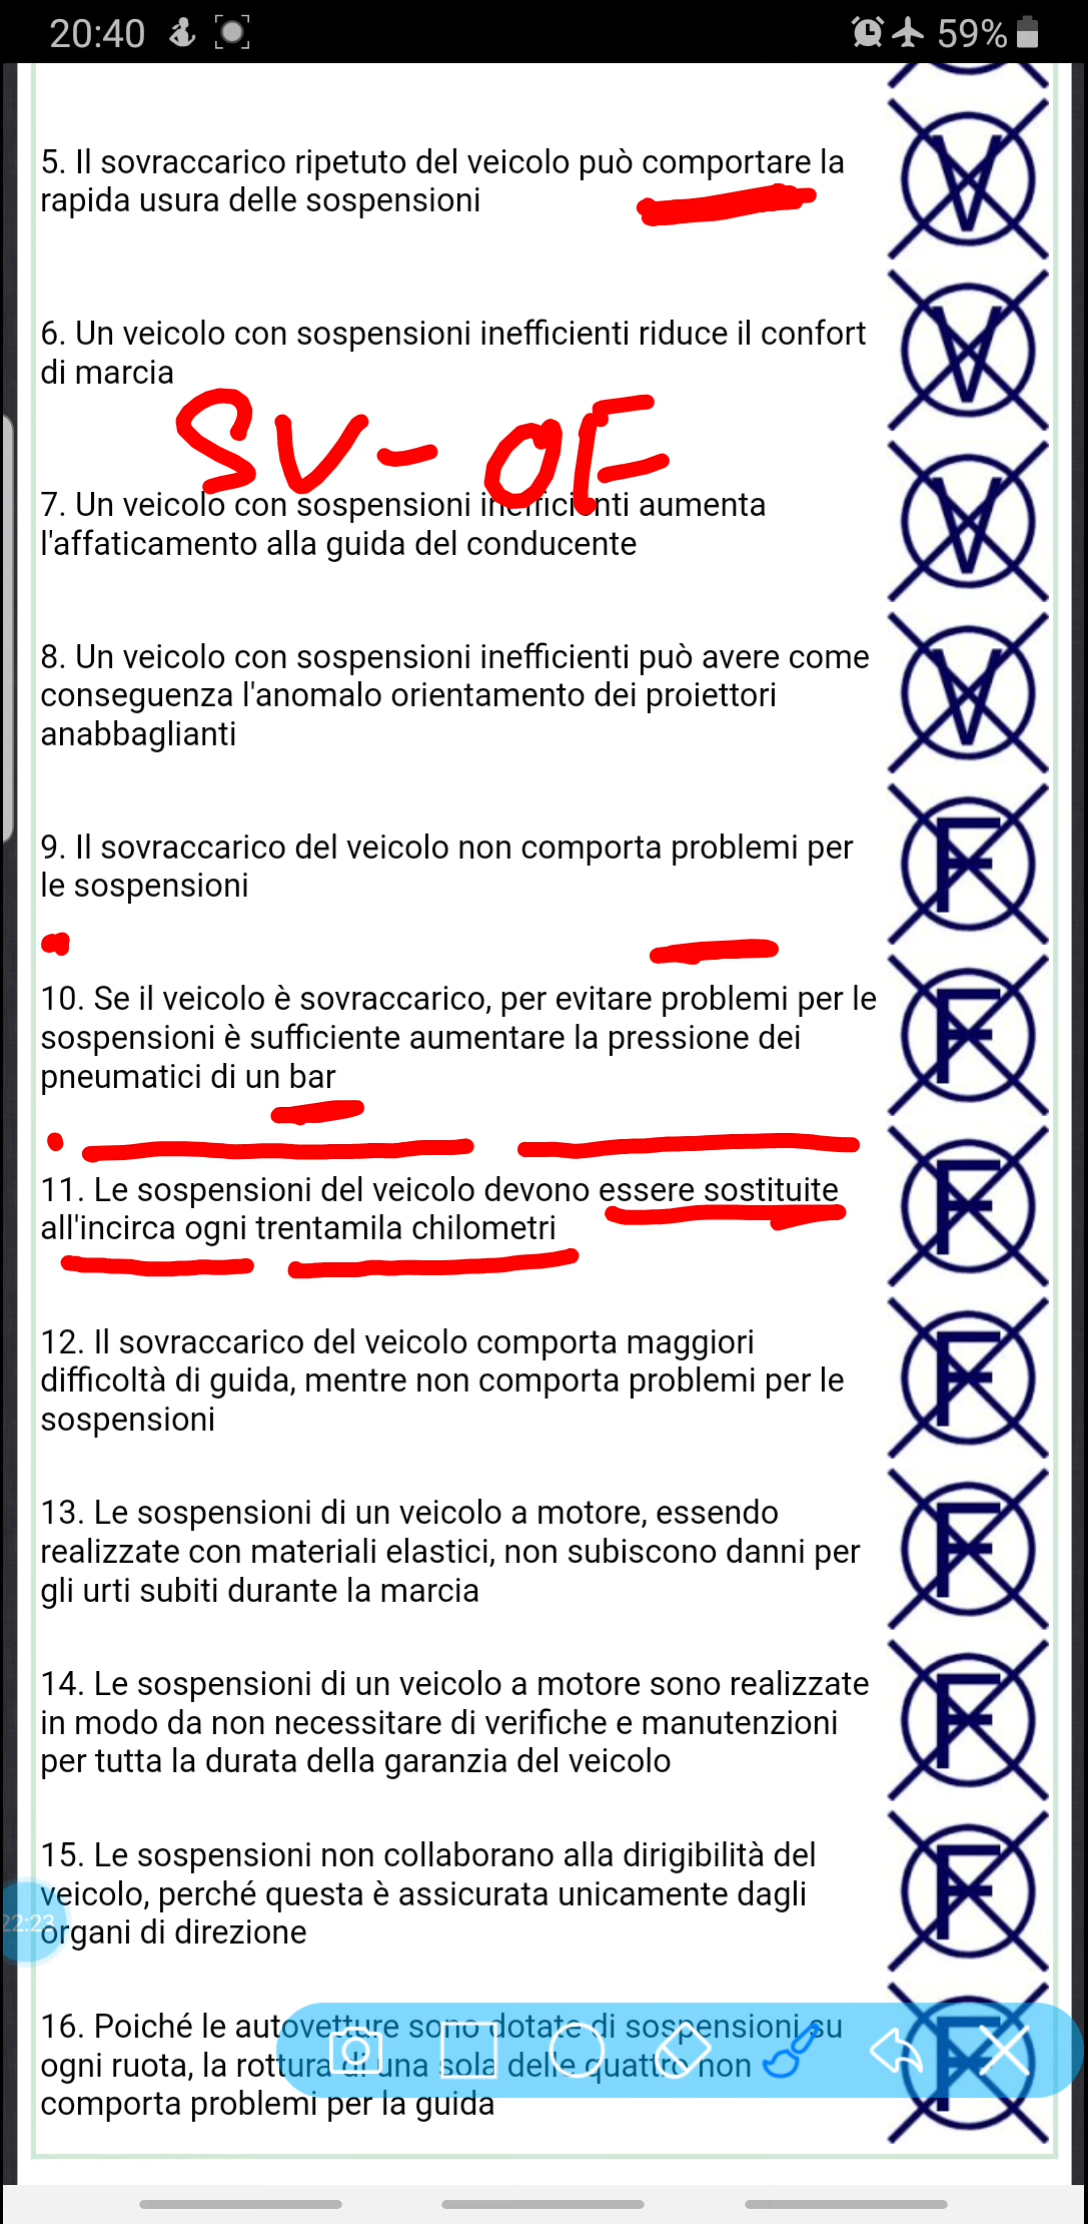 20:40
59%
5. Il sovraccarico ripetuto del veicolo può comportare la
rapida usura delle sospensioni
V
6. Un veicolo con sospensioni inefficienti riduce il confort
di marcia
V
SV-OF
7. Un veicolo con sospensioni inefficienti aumenta
l'affaticamento alla guida del conducente
V
8. Un veicolo con sospensioni inefficienti può avere come
conseguenza l'anomalo orientamento dei proiettori
anabbaglianti
V
9. Il sovraccarico del veicolo non comporta problemi per
le sospensioni
F
10. Se il veicolo è sovraccarico, per evitare problemi per le
sospensioni è sufficiente aumentare la pressione dei
pneumatici di un bar
F
11. Le sospensioni del veicolo devono essere sostituite
all'incirca ogni trentamila chilometri
F
12. Il sovraccarico del veicolo comporta maggiori
difficoltà di guida, mentre non comporta problemi per le
sospensioni
F
13. Le sospensioni di un veicolo a motore, essendo
realizzate con materiali elastici, non subiscono danni per
gli urti subiti durante la marcia
F
14. Le sospensioni di un veicolo a motore sono realizzate
in modo da non necessitare di verifiche e manutenzioni
per tutta la durata della garanzia del veicolo
F
15. Le sospensioni non collaborano alla dirigibilità del
veicolo, perché questa è assicurata unicamente dagli
organi di direzione
F
22:23
16. Poiché le autovetture sono dotate di sospensioni su
ogni ruota, la rottura di una sola delle quattro non
comporta problemi per la guida
F